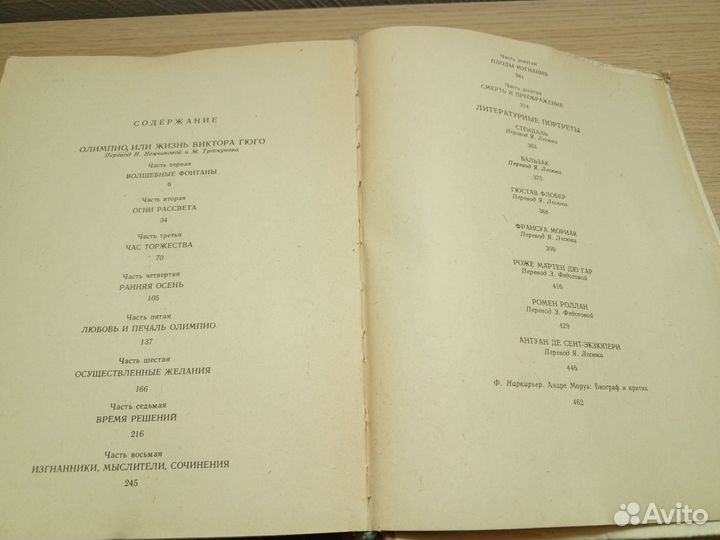 СОДЕРЖАНИЕ
ОЛИМПИО, ИЛИ ЖИЗНЬ ВИКТОРА ГЮГО
Перевод Н. Немчиновой и М. Трескунова
Часть первая
ВОЛШЕБНЫЕ ФОНТАНЫ
6
Часть вторая
ОГНИ РАССВЕТА
34
Часть третья
ЧАС ТОРЖЕСТВА
70
Часть четвертая
РАННЯЯ ОСЕНЬ
105
Часть пятая
ЛЮБОВЬ И ПЕЧАЛЬ ОЛИМПИО
137
Часть шестая
ОСУЩЕСТВЛЕННЫЕ ЖЕЛАНИЯ
166
Часть седьмая
ВРЕМЯ РЕШЕНИЙ
216
Часть восьмая
ИЗГНАННИКИ, МЫСЛИТЕЛИ, СОЧИНЕНИЯ
245
Часть девятая
ПЛОДЫ ИЗГНАНИЯ
281
Часть десятая
СМЕРТЬ И ПРЕОБРАЖЕНИЕ
314
ЛИТЕРАТУРНЫЕ ПОРТРЕТЫ
СТЕНДАЛЬ
Перевод Я. Лесюка
363
БАЛЬЗАК
Перевод Я. Лесюка
375
ГЮСТАВ ФЛОБЕР
Перевод Я. Лесюка
388
ФРАНСУА МОРИАК
Перевод Я. Лесюка
399
РОЖЕ МАРТЕН ДЮ ГАР
Перевод З. Федотовой
416
РОМЕН РОЛЛАН
Перевод З. Федотовой
429
АНТУАН ДЕ СЕНТ-ЭКЗЮПЕРИ
Перевод Я. Лесюка
446
Ф. Наркирьер. Андре Моруа: биограф и критик
462
Avito